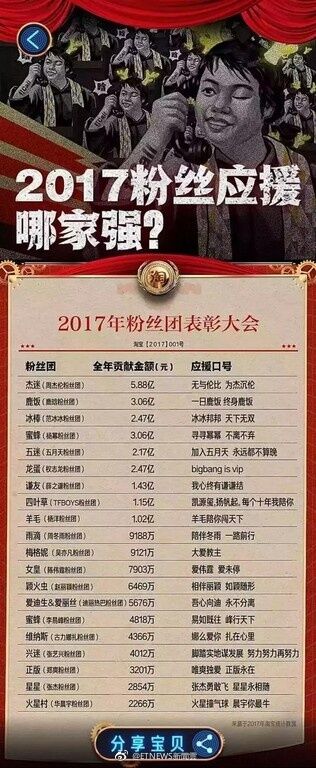 2017粉丝应援
哪家强?
淘
2017年粉丝团表彰大会
淘宝【2017】001号
粉丝团 全年贡献金额(元) 应援口号
杰迷(周杰伦粉丝团) 5.88亿 无与伦比 为杰沉伦
鹿饭(鹿晗粉丝团) 3.06亿 一日鹿饭 终身鹿饭
冰棒(范冰冰粉丝团) 2.47亿 冰冰邦邦 天下无双
蜜蜂(杨幂粉丝团) 3.06亿 寻寻幂幂 不离不弃
五迷(五月天粉丝团) 2.17亿 加入五月天 永远都不算晚
龙蛋(权志龙粉丝团) 2.47亿 bigbang is vip
谦友(薛之谦粉丝团) 1.43亿 我心终有谦谦结
四叶草(TFBOYS粉丝团) 1.15亿 凯源玺,扬帆起,每个十年我陪你
羊毛(杨洋粉丝团) 1.02亿 羊毛陪你闯天下
雨滴(周冬雨粉丝团) 9188万 陪伴冬雨 一路前行
梅格妮(吴亦凡粉丝团) 9121万 大爱教主
女皇(陈伟霆粉丝团) 7903万 爱伟霆 爱未停
颖火虫(赵丽颖粉丝团) 6469万 相伴丽颖 如颖随形
爱迪生&爱丽丝(迪丽热巴粉丝团) 5676万 吾心向迪 永不分离
蜜蜂(李易峰粉丝团) 4818万 易如既往 峰行天下
维纳斯(古力娜扎粉丝团) 4366万 娜么爱你 扎在心里
兴迷(张艺兴粉丝团) 4012万 脚踏实地谋发展 努力努力再努力
正版(郑爽粉丝团) 3201万 唯爽独爱 正版永在
星星(张杰粉丝团) 2854万 张杰勇敢飞 星星永相随
火星村(华晨宇粉丝团) 2266万 火星撞气球 晨宇你最牛
来源于2017年淘宝统计数据
分享宝贝